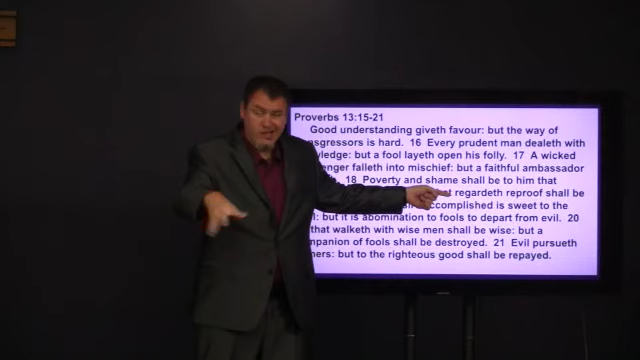 Proverbs 13:15-21
Good understanding giveth favour: but the way of
nsgressors is hard. 16 Every prudent man dealeth with
wledge: but a fool layeth open his folly. 17 A wicked
enger falleth into mischief: but a faithful ambassador
18 Poverty and shame shall be to him that
t regardeth reproof shall be
accomplished is sweet to the
l: but it is abomination to fools to depart from evil. 20
that walketh with wise men shall be wise: but a
mpanion of fools shall be destroyed. 21 Evil pursueth
ners: but to the righteous good shall be repayed.